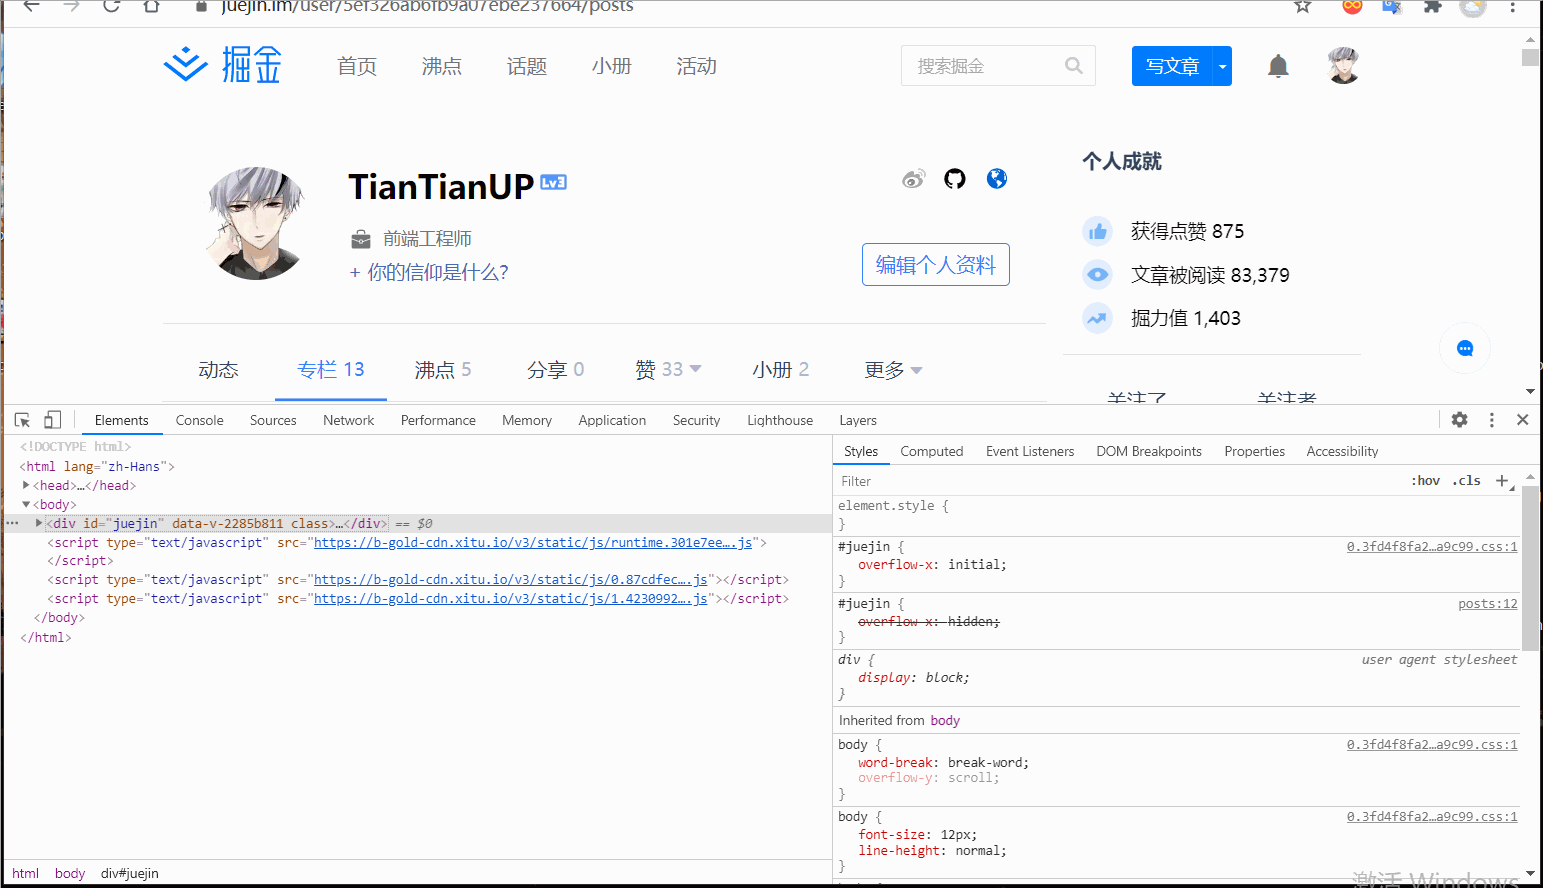 juejin.im/user/5ef326ab6fb9a07ebe237664/posts
掘金 首页 沸点 话题 小册 活动 搜索掘金 写文章
TianTianUP Lv3
前端工程师
+ 你的信仰是什么？
编辑个人资料
个人成就
获得点赞 875
文章被阅读 83,379
掘力值 1,403
动态 专栏 13 沸点 5 分享 0 赞 33 小册 2 更多
关注了 关注者
Elements Console Sources Network Performance Memory Application Security Lighthouse Layers
<!DOCTYPE html>
<html lang="zh-Hans">
<head>…</head>
<body>
<div id="juejin" data-v-2285b811 class>…</div> == $0
<script type="text/javascript" src="https://b-gold-cdn.xitu.io/v3/static/js/runtime.301e7ee….js">
</script>
<script type="text/javascript" src="https://b-gold-cdn.xitu.io/v3/static/js/0.87cdfec….js"></script>
<script type="text/javascript" src="https://b-gold-cdn.xitu.io/v3/static/js/1.4230992….js"></script>
</body>
</html>
html body div#juejin
Styles Computed Event Listeners DOM Breakpoints Properties Accessibility
Filter :hov .cls +
element.style {
}
#juejin { 0.3fd4f8fa2…a9c99.css:1
overflow-x: initial;
}
#juejin { posts:12
overflow-x: hidden;
}
div { user agent stylesheet
display: block;
}
Inherited from body
body { 0.3fd4f8fa2…a9c99.css:1
word-break: break-word;
overflow-y: scroll;
}
body { 0.3fd4f8fa2…a9c99.css:1
font-size: 12px;
line-height: normal;
}
激活 Windows